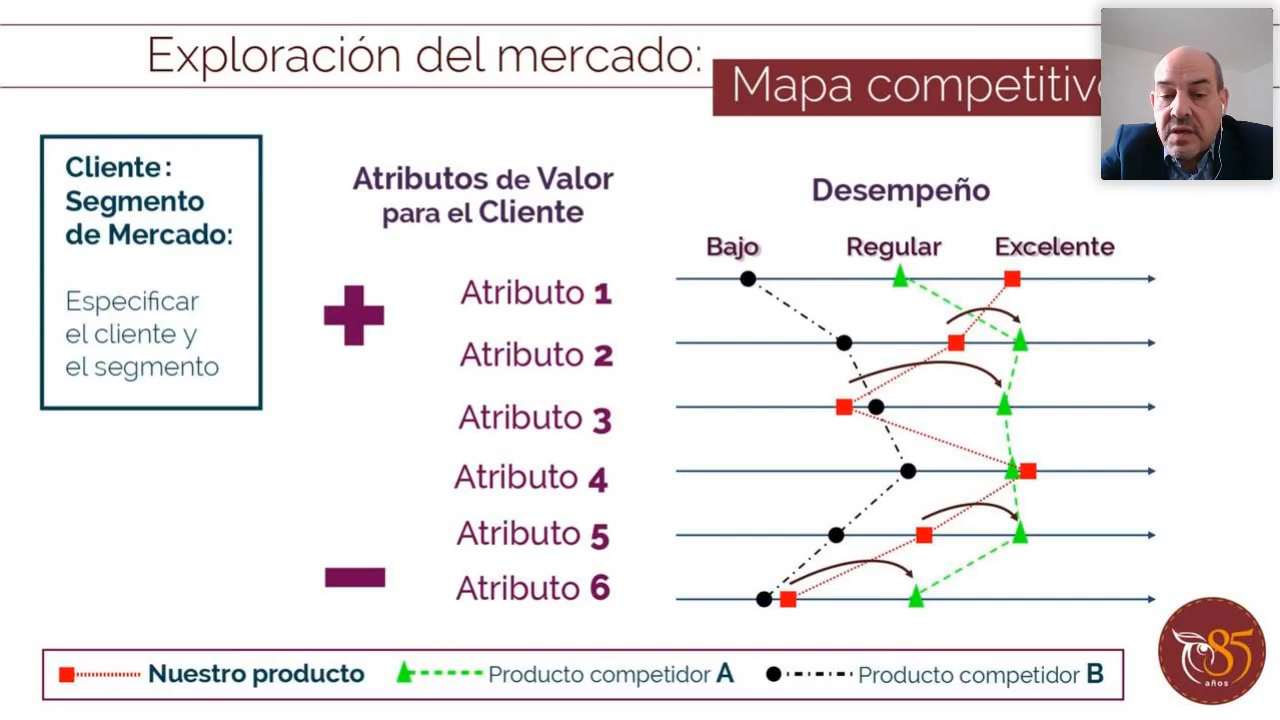 Exploración del mercado:
Mapa competitiv
Cliente:
Segmento
de Mercado:
Especificar
el cliente y
el segmento
Atributos de Valor
para el Cliente
Atributo 1
Atributo 2
Atributo 3
Atributo 4
Atributo 5
Atributo 6
Desempeño
Bajo Regular Excelente
Nuestro producto Producto competidor A Producto competidor B
85
años